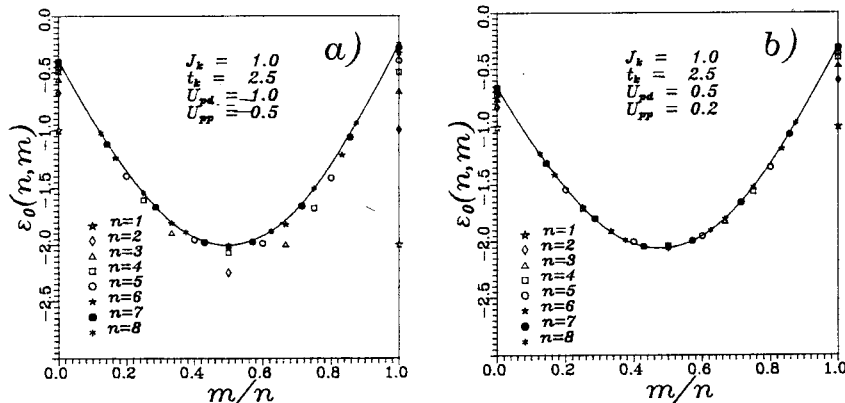 a)
J_k = 1.0
t_k = 2.5
U_pd = 1.0
U_pp = 0.5
ε_0(n,m)
0.0
−0.5
−1.0
−1.5
−2.0
−2.5
n=1
n=2
n=3
n=4
n=5
n=6
n=7
n=8
0.0 0.2 0.4 0.6 0.8 1.0
m/n
b)
J_k = 1.0
t_k = 2.5
U_pd = 0.5
U_pp = 0.2
ε_0(n,m)
0.0
−0.5
−1.0
−1.5
−2.0
−2.5
n=1
n=2
n=3
n=4
n=5
n=6
n=7
n=8
0.0 0.2 0.4 0.6 0.8 1.0
m/n